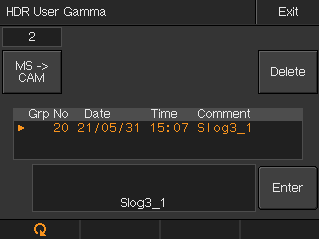 HDR User Gamma Exit
2
MS ->
CAM
Delete
Grp No Date Time Comment
20 21/05/31 15:07 Slog3_1
Slog3_1
Enter